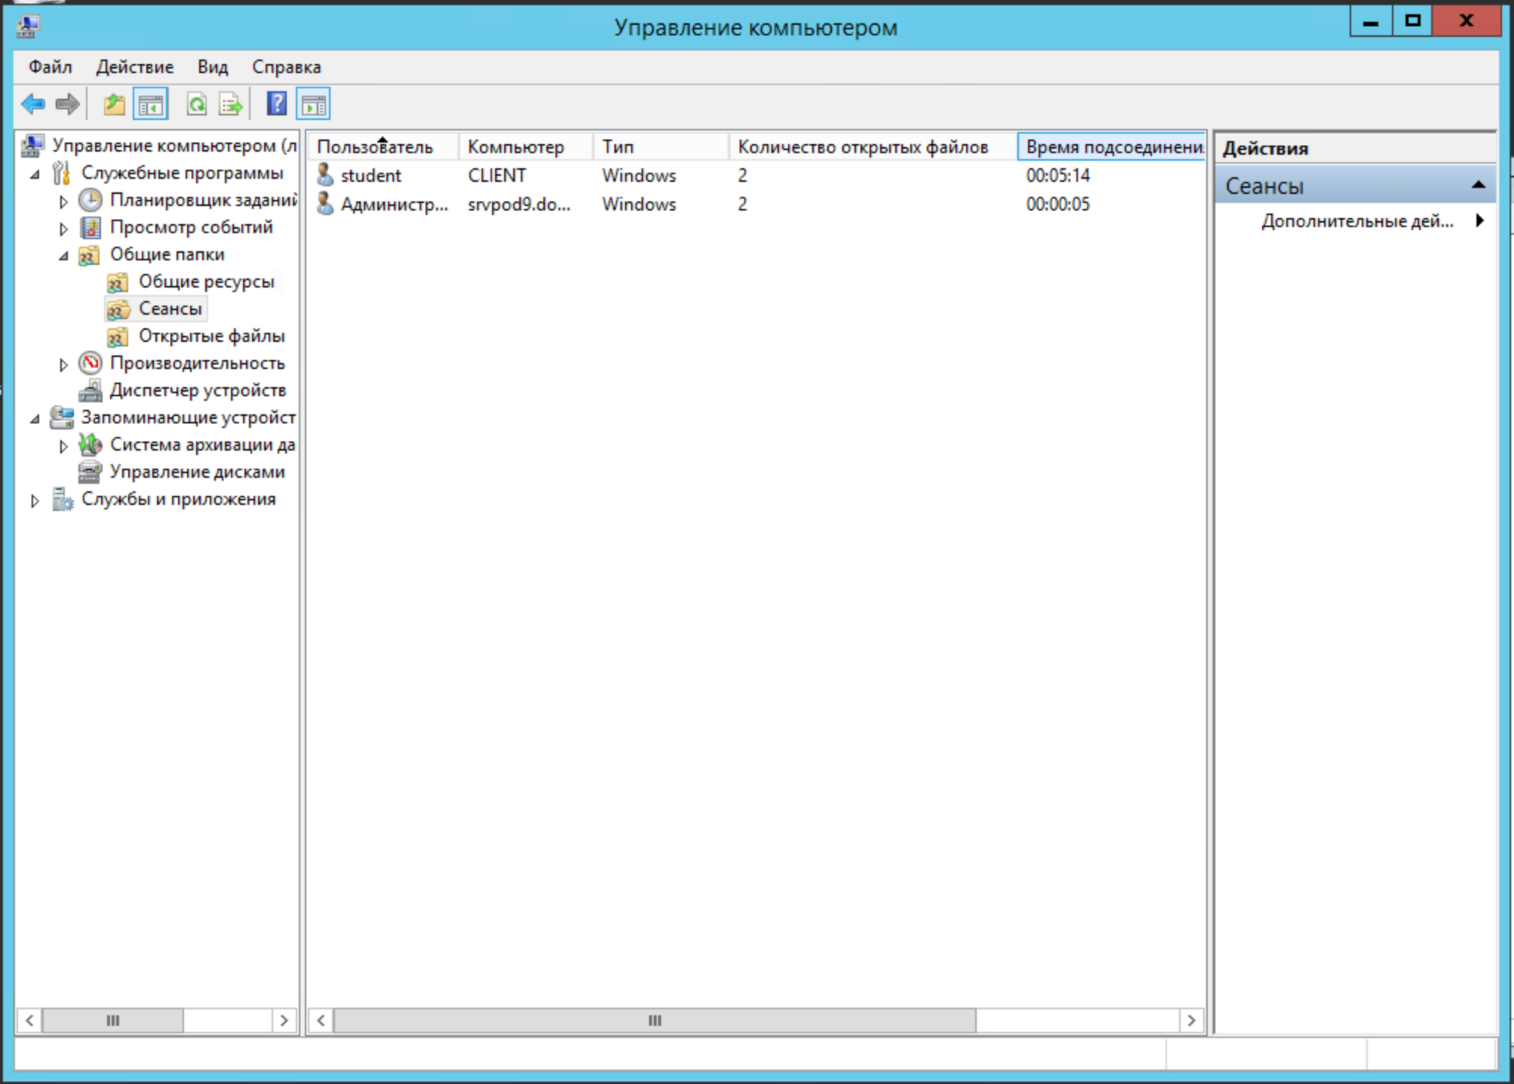 Управление компьютером
Файл Действие Вид Справка
Управление компьютером (л
Служебные программы
Планировщик заданий
Просмотр событий
Общие папки
Общие ресурсы
Сеансы
Открытые файлы
Производительность
Диспетчер устройств
Запоминающие устройст
Система архивации да
Управление дисками
Службы и приложения
Пользователь Компьютер Тип Количество открытых файлов Время подсоединени
student CLIENT Windows 2 00:05:14
Администр... srvpod9.do... Windows 2 00:00:05
Действия
Сеансы
Дополнительные дей...